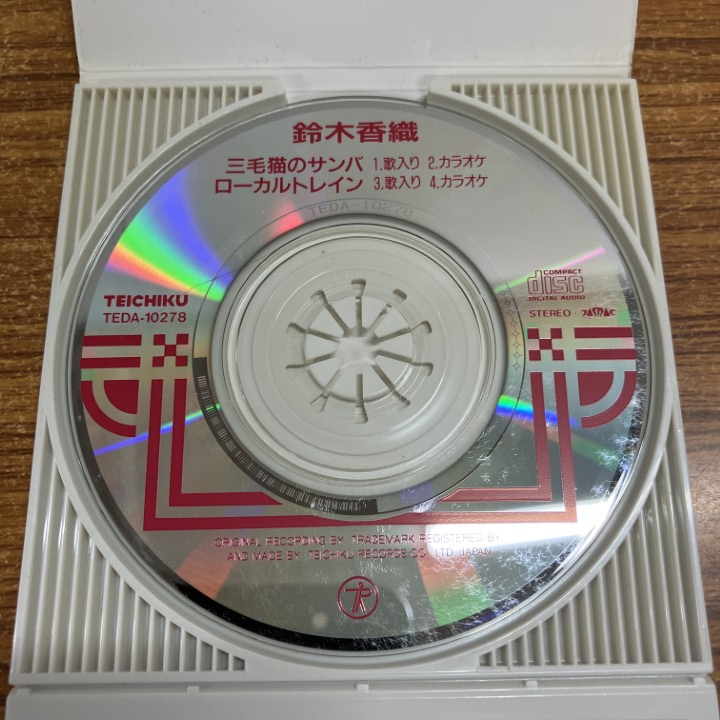 鈴木香織
三毛猫のサンバ 1.歌入り 2.カラオケ
ローカルトレイン 3.歌入り 4.カラオケ
TEDA-10278
TEICHIKU
TEDA-10278
COMPACT
disc
DIGITAL AUDIO
STEREO
JASRAC
ORIGINAL RECORDING BY TRADEMARK REGISTERED BY
AND MADE BY TEICHIKU RECORDS CO. LTD. JAPAN